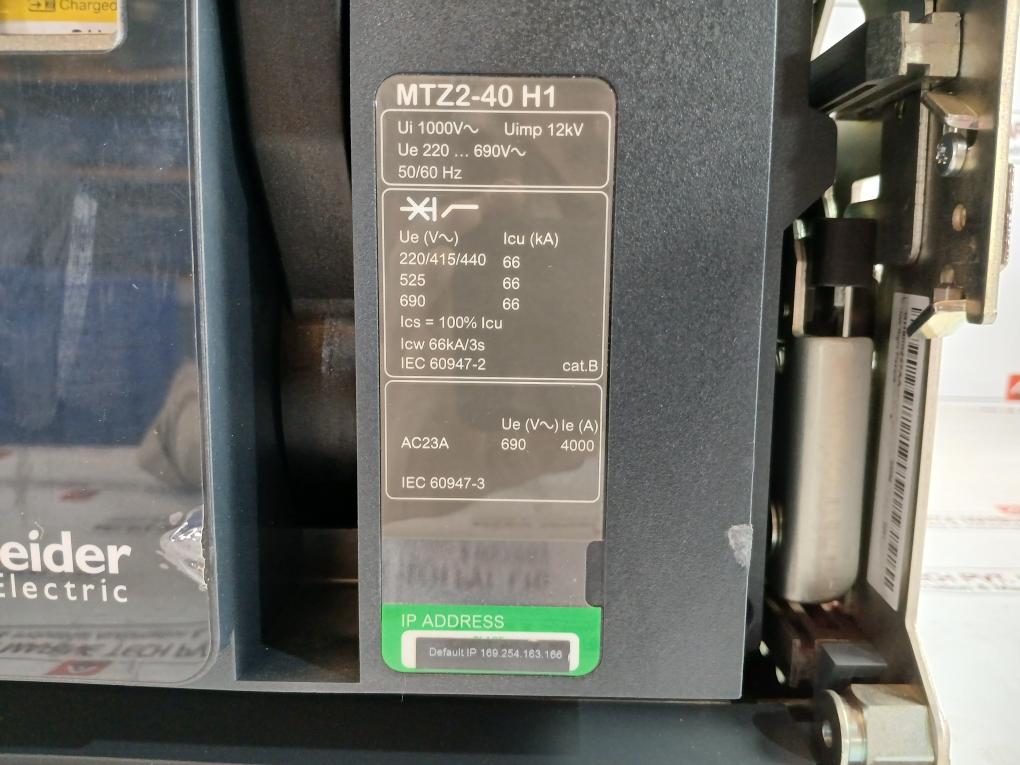 Charged
MTZ2-40 H1
Ui 1000V~ Uimp 12kV
Ue 220 ... 690V~
50/60 Hz
Ue (V~) Icu (kA)
220/415/440 66
525 66
690 66
Ics = 100% Icu
Icw 66kA/3s
IEC 60947-2 cat.B
Ue (V~) Ie (A)
AC23A 690 4000
IEC 60947-3
eider
Electric
IP ADDRESS
Default IP 169.254.163.166